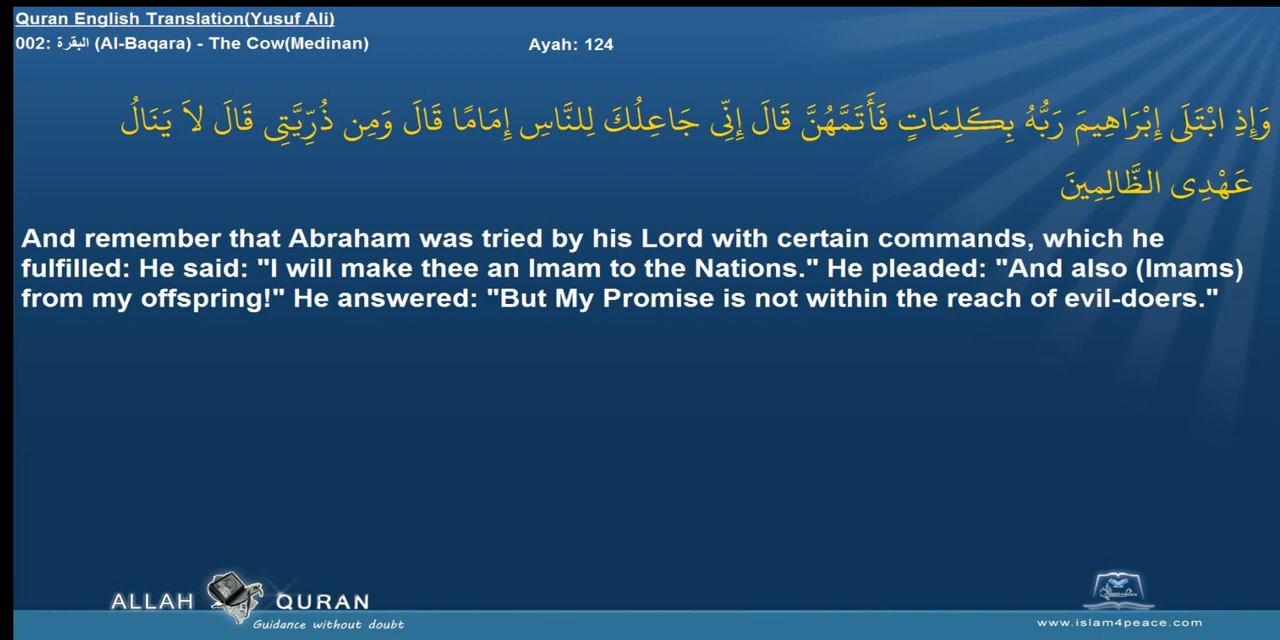 Quran English Translation(Yusuf Ali)
002: البقرة (Al-Baqara) - The Cow(Medinan) Ayah: 124
وَإِذِ ابْتَلَى إِبْرَاهِيمَ رَبُّهُ بِكَلِمَاتٍ فَأَتَمَّهُنَّ قَالَ إِنِّى جَاعِلُكَ لِلنَّاسِ إِمَامًا قَالَ وَمِن ذُرِّيَّتِى قَالَ لاَ يَنَالُ
عَهْدِى الظَّالِمِينَ
And remember that Abraham was tried by his Lord with certain commands, which he
fulfilled: He said: "I will make thee an Imam to the Nations." He pleaded: "And also (Imams)
from my offspring!" He answered: "But My Promise is not within the reach of evil-doers."
ALLAH QURAN
Guidance without doubt
www.islam4peace.com